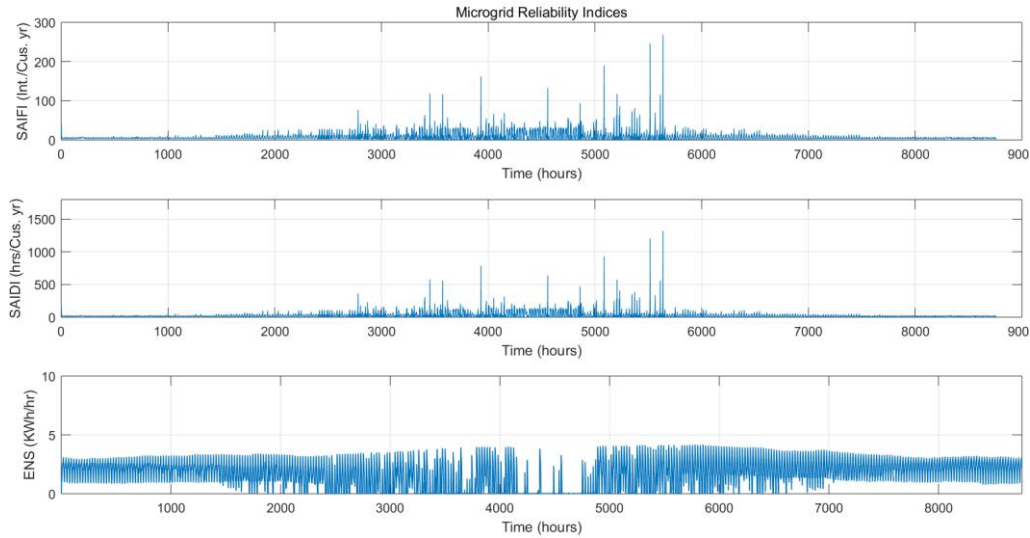 Microgrid Reliability Indices
300
200
100
0
SAIFI (Int./Cus. yr)
0 1000 2000 3000 4000 5000 6000 7000 8000 900
Time (hours)
1500
1000
500
0
SAIDI (hrs/Cus. yr)
0 1000 2000 3000 4000 5000 6000 7000 8000 900
Time (hours)
10
5
0
ENS (KWh/hr)
1000 2000 3000 4000 5000 6000 7000 8000
Time (hours)